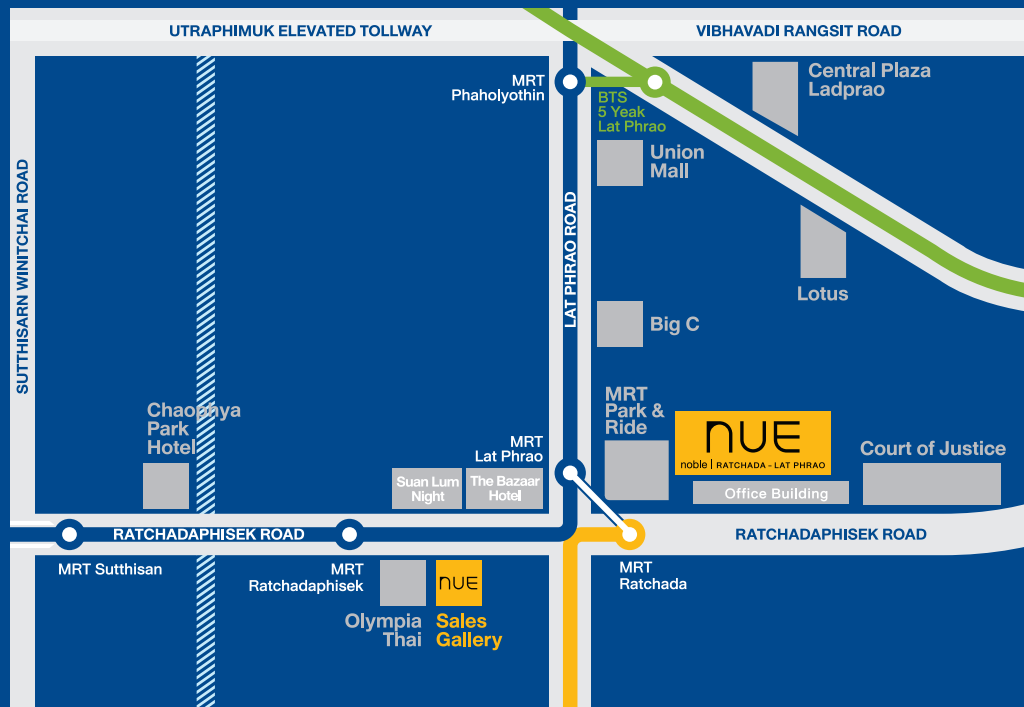 UTRAPHIMUK ELEVATED TOLLWAY
VIBHAVADI RANGSIT ROAD
MRT
Phaholyothin
BTS
5 Yeak
Lat Phrao
Central Plaza
Ladprao
Union
Mall
SUTTHISARN WINITCHAI ROAD
LAT PHRAO ROAD
Lotus
Big C
Chaophya
Park
Hotel
MRT
Lat Phrao
Suan Lum
Night
The Bazaar
Hotel
MRT
Park &
Ride
nUE
noble | RATCHADA - LAT PHRAO
Office Building
Court of Justice
RATCHADAPHISEK ROAD
RATCHADAPHISEK ROAD
MRT Sutthisan
MRT
Ratchadaphisek
Olympia
Thai
nUE
Sales
Gallery
MRT
Ratchada